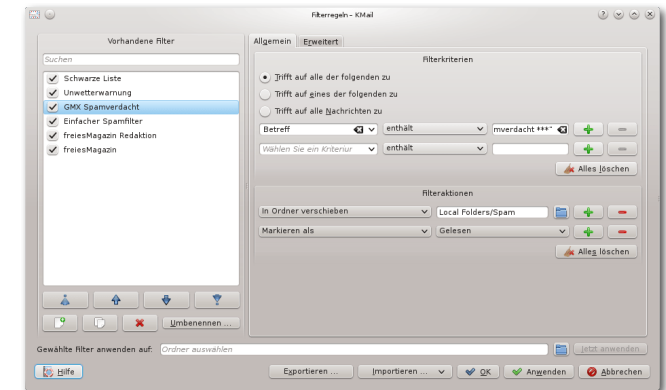 Filterregeln - KMail
Vorhandene Filter
Suchen
Schwarze Liste
Unwetterwarnung
GMX Spamverdacht
Einfacher Spamfilter
freiesMagazin Redaktion
freiesMagazin
Umbenennen ...
Allgemein Erweitert
Filterkriterien
Trifft auf alle der folgenden zu
Trifft auf eines der folgenden zu
Trifft auf alle Nachrichten zu
Betreff enthält mverdacht ***"
Wählen Sie ein Kriteriur enthält
Alles löschen
Filteraktionen
In Ordner verschieben Local Folders/Spam
Markieren als Gelesen
Alles löschen
Gewählte Filter anwenden auf: Ordner auswählen Jetzt anwenden
Hilfe Exportieren ... Importieren ... OK Anwenden Abbrechen